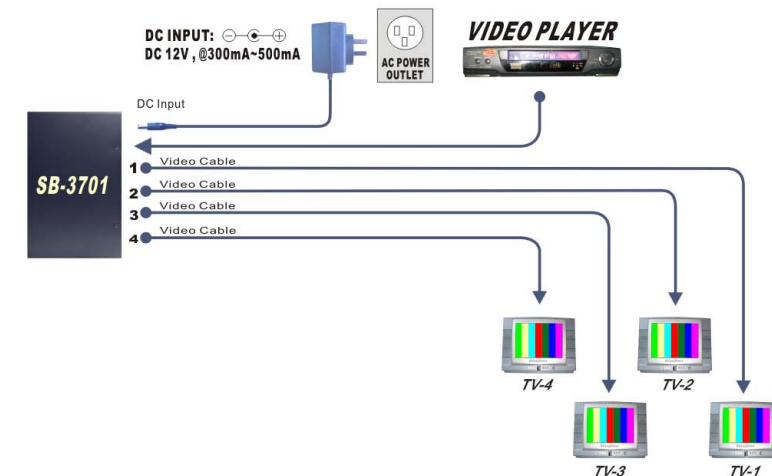 DC INPUT:
DC 12V , @300mA~500mA
AC POWER
OUTLET
VIDEO PLAYER
DC Input
SB-3701
1 Video Cable
2 Video Cable
3 Video Cable
4 Video Cable
TV-4
TV-2
TV-3
TV-1